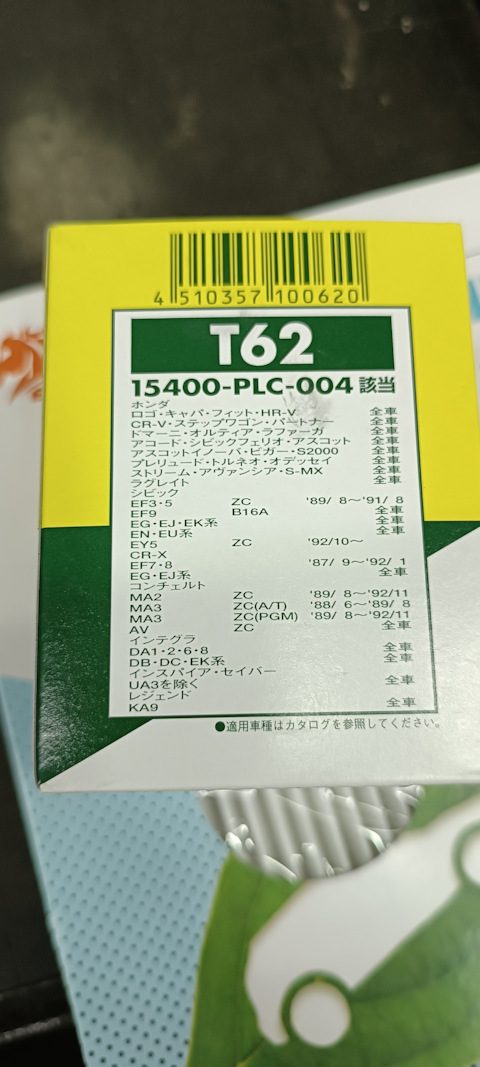 4 510357 100620
T62
15400-PLC-004 該当
ホンダ
ロゴ・キャパ・フィット・HR-V 全車
CR-V・ステップワゴン・パートナー 全車
ドマーニ・オルティア・ラファーガ 全車
アコード・シビックフェリオ・アスコット 全車
アスコットイノーバ・ビガー・S2000 全車
プレリュード・トルネオ・オデッセイ 全車
ストリーム・アヴァンシア・S-MX 全車
ラグレイト 全車
シビック
EF3・5 ZC '89/ 8〜'91/ 8
EF9 B16A 全車
EG・EJ・EK系 全車
EN・EU系 全車
EY5 ZC '92/10〜
CR-X
EF7・8 '87/ 9〜'92/ 1
EG・EJ系 全車
コンチェルト
MA2 ZC '89/ 8〜'92/11
MA3 ZC(A/T) '88/ 6〜'89/ 8
MA3 ZC(PGM) '89/ 8〜'92/11
AV ZC 全車
インテグラ
DA1・2・6・8 全車
DB・DC・EK系 全車
インスパイア・セイバー
UA3を除く 全車
レジェンド
KA9 全車
●適用車種はカタログを参照してください。